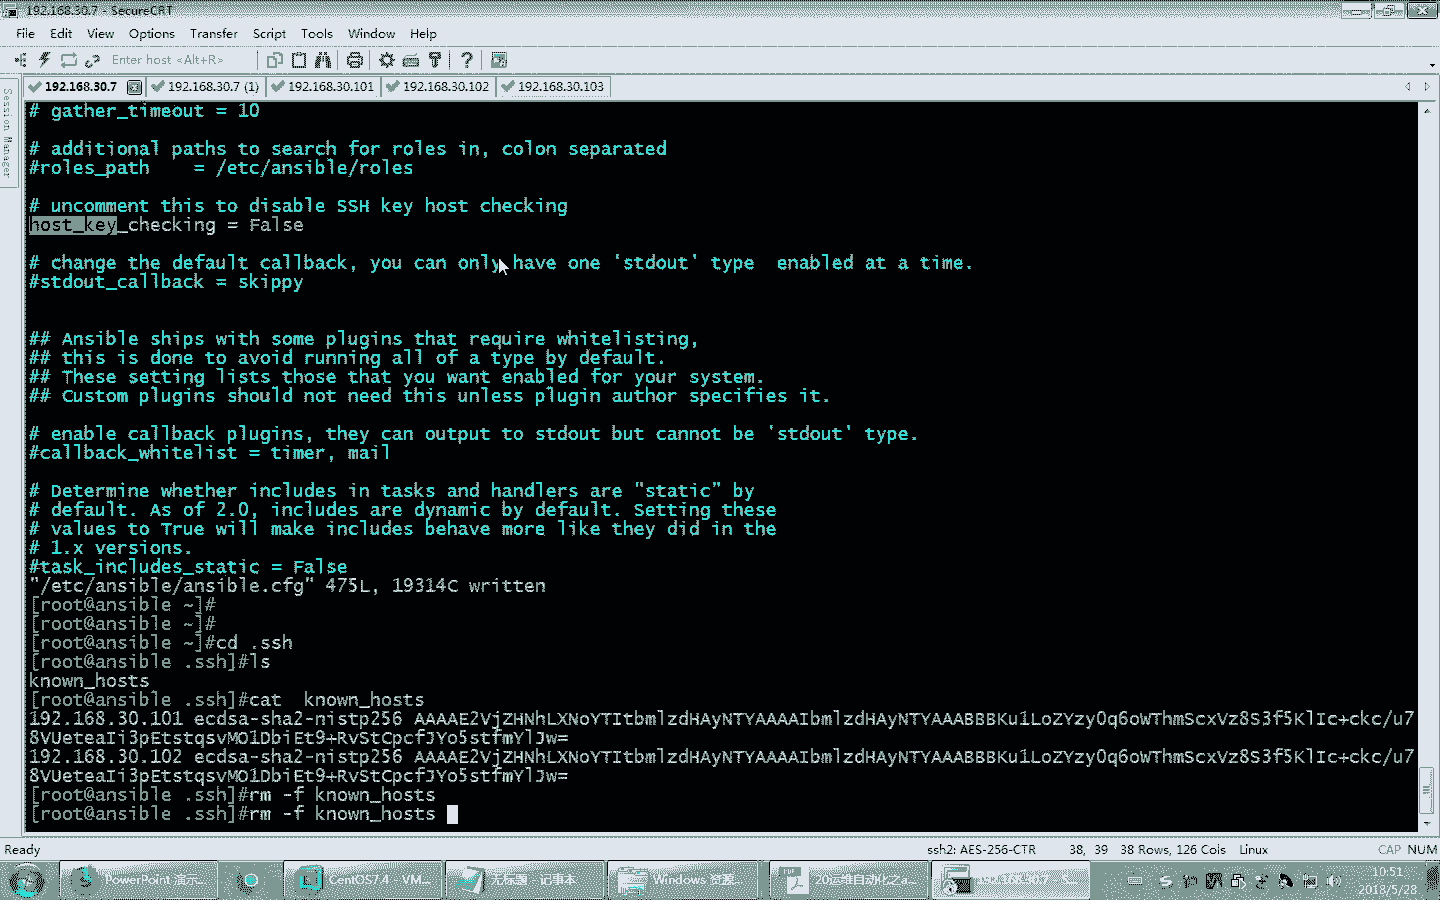 192.168.30.7 - SecureCRT
File Edit View Options Transfer Script Tools Window Help
Enter host <Alt+R>
192.168.30.7 192.168.30.7 (1) 192.168.30.101 192.168.30.102 192.168.30.103
Session Manager
# gather_timeout = 10
# additional paths to search for roles in, colon separated
#roles_path    = /etc/ansible/roles
# uncomment this to disable SSH key host checking
host_key_checking = False
# change the default callback, you can only have one 'stdout' type  enabled at a time.
#stdout_callback = skippy
## Ansible ships with some plugins that require whitelisting,
## this is done to avoid running all of a type by default.
## These setting lists those that you want enabled for your system.
## Custom plugins should not need this unless plugin author specifies it.
# enable callback plugins, they can output to stdout but cannot be 'stdout' type.
#callback_whitelist = timer, mail
# Determine whether includes in tasks and handlers are "static" by
# default. As of 2.0, includes are dynamic by default. Setting these
# values to True will make includes behave more like they did in the
# 1.x versions.
#task_includes_static = False
"/etc/ansible/ansible.cfg" 475L, 19314C written
[root@ansible ~]#
[root@ansible ~]#
[root@ansible ~]#cd .ssh
[root@ansible .ssh]#ls
known_hosts
[root@ansible .ssh]#cat  known_hosts
192.168.30.101 ecdsa-sha2-nistp256 AAAAE2VjZHNhLXNoYTItbmlzdHAyNTYAAAAIbmlzdHAyNTYAAABBBKu1LoZYzy0q6oWThmScxVz8S3f5KlIc+ckc/u7
8VUeteaIi3pEtstqsvMO1DbiEt9+RvStCpcfJYo5stfmYlJw=
192.168.30.102 ecdsa-sha2-nistp256 AAAAE2VjZHNhLXNoYTItbmlzdHAyNTYAAAAIbmlzdHAyNTYAAABBBKu1LoZYzy0q6oWThmScxVz8S3f5KlIc+ckc/u7
8VUeteaIi3pEtstqsvMO1DbiEt9+RvStCpcfJYo5stfmYlJw=
[root@ansible .ssh]#rm -f known_hosts
[root@ansible .ssh]#rm -f known_hosts
Ready ssh2: AES-256-CTR 38, 39 38 Rows, 126 Cols Linux CAP NUM
PowerPoint 演示... CentOS7.4 - VM... 无标题 - 记事本 Windows 资源... 20运维自动化之a...
10:51
2018/5/28